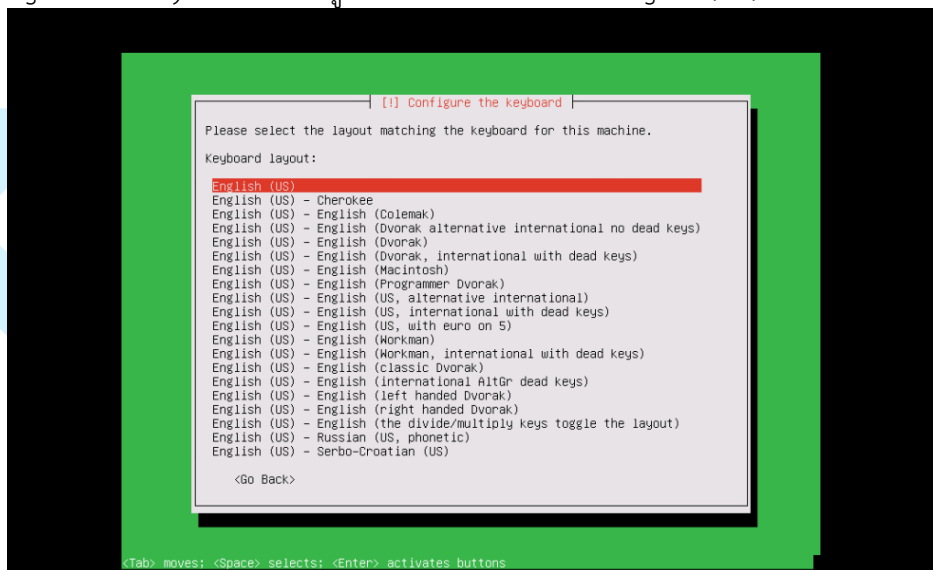 [!] Configure the keyboard
Please select the layout matching the keyboard for this machine.
Keyboard layout:
English (US)
English (US) - Cherokee
English (US) - English (Colemak)
English (US) - English (Dvorak alternative international no dead keys)
English (US) - English (Dvorak)
English (US) - English (Dvorak, international with dead keys)
English (US) - English (Macintosh)
English (US) - English (Programmer Dvorak)
English (US) - English (US, alternative international)
English (US) - English (US, international with dead keys)
English (US) - English (US, with euro on 5)
English (US) - English (Workman)
English (US) - English (Workman, international with dead keys)
English (US) - English (classic Dvorak)
English (US) - English (international AltGr dead keys)
English (US) - English (left handed Dvorak)
English (US) - English (right handed Dvorak)
English (US) - English (the divide/multiply keys toggle the layout)
English (US) - Russian (US, phonetic)
English (US) - Serbo-Croatian (US)
<Go Back>
<Tab> moves; <Space> selects; <Enter> activates buttons